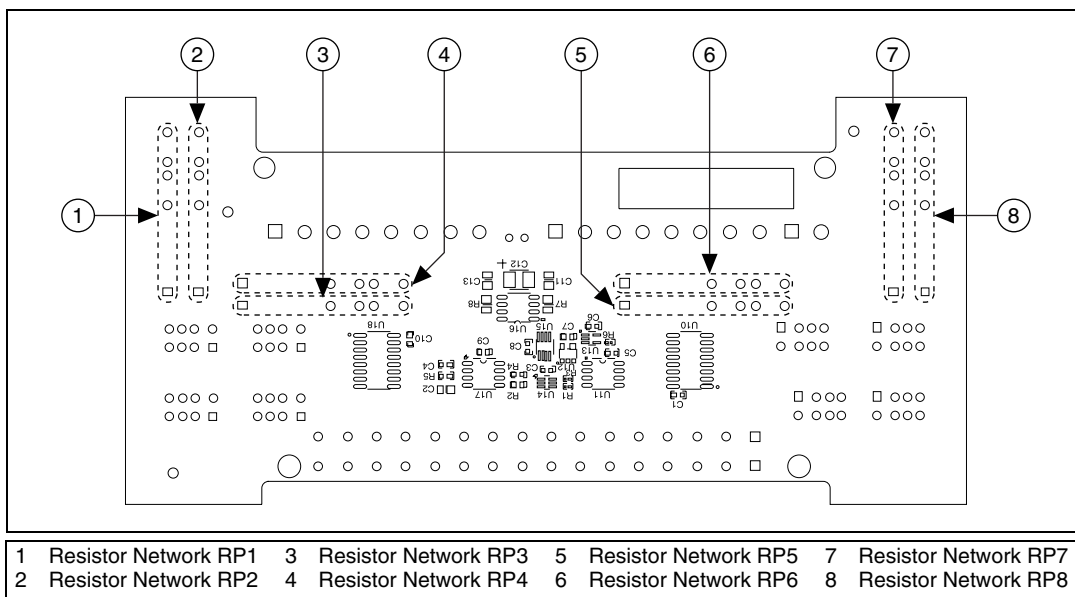 2 3 4 5 6 7
1 8
+ C12
C13 C11
R8 R7
U16
U18 C10 U15 C7 C6 U10
C9 C8 U13 R6
C4 U12 C5
R5 R4 C3 R3
C2 U17 R2 U14 R1 U11 C1
1 Resistor Network RP1 3 Resistor Network RP3 5 Resistor Network RP5 7 Resistor Network RP7
2 Resistor Network RP2 4 Resistor Network RP4 6 Resistor Network RP6 8 Resistor Network RP8